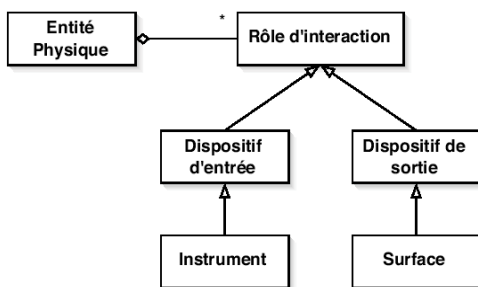 Entité
Physique
*
Rôle d'interaction
Dispositif
d'entrée
Dispositif de
sortie
Instrument
Surface